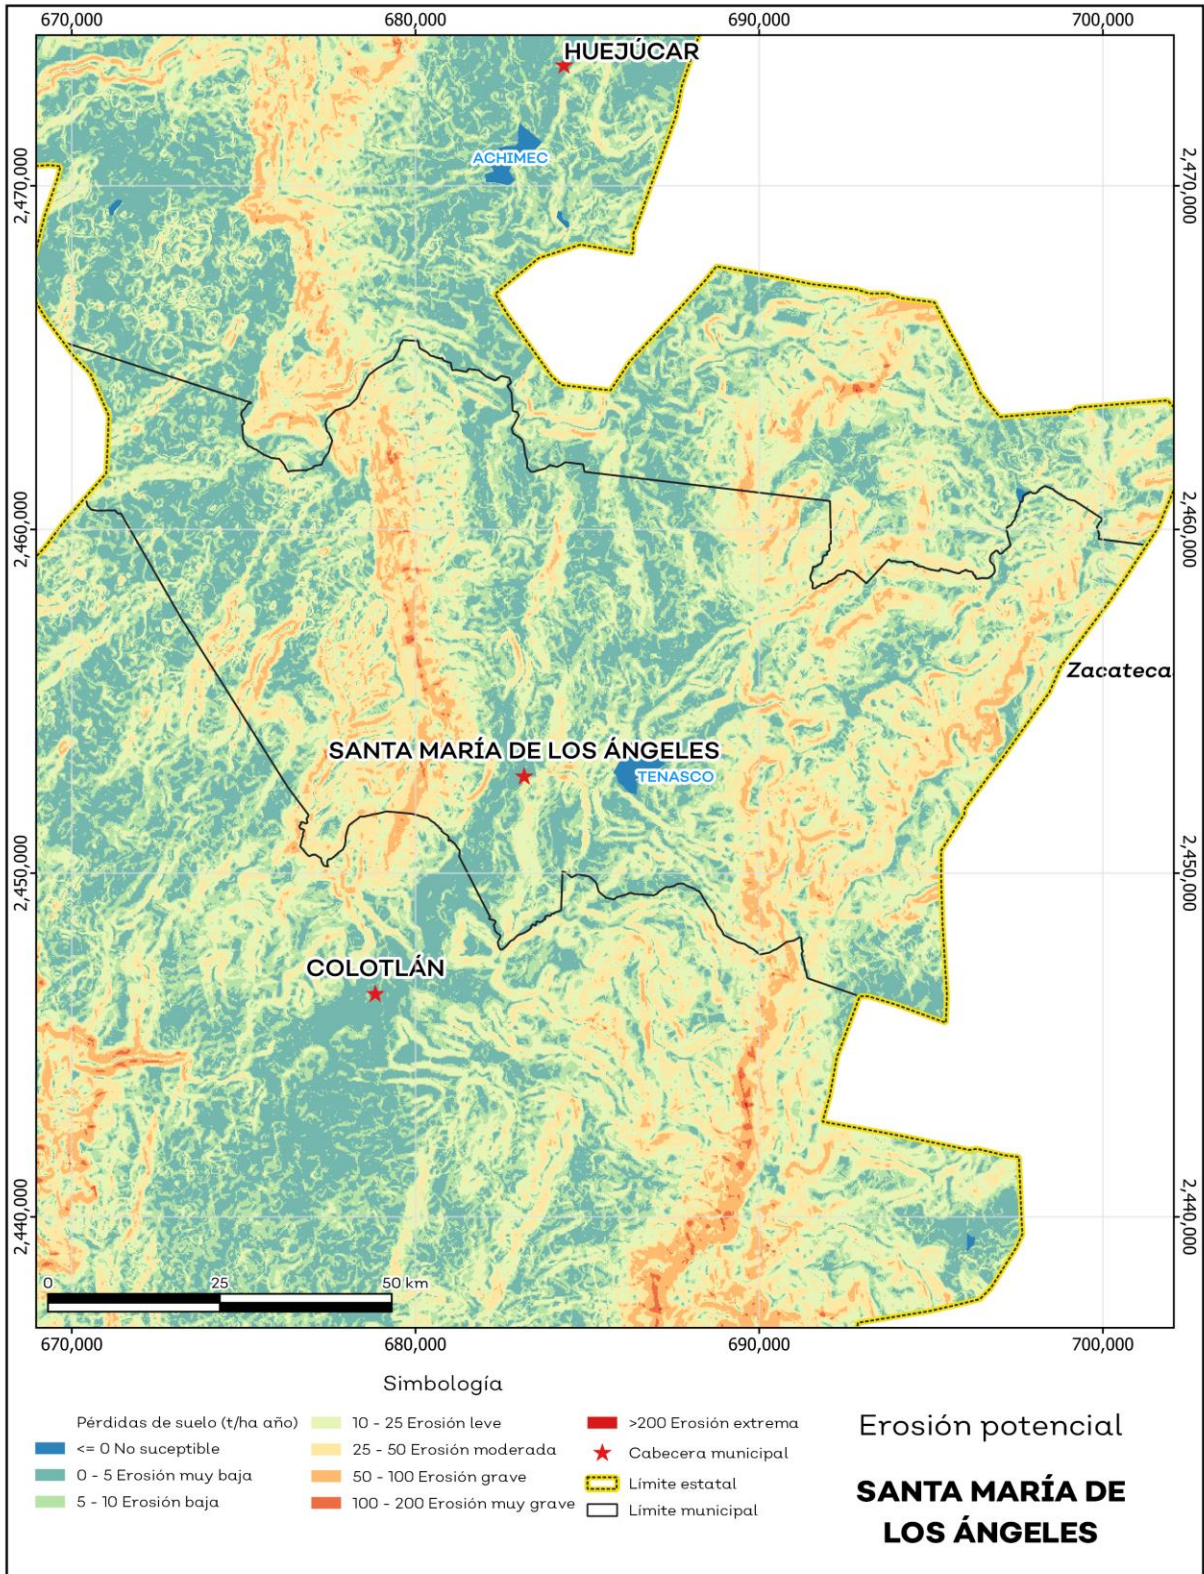 670,000 680,000 690,000 700,000
HUEJÚCAR
ACHIMEC
2,470,000 2,470,000
2,460,000 2,460,000
Zacateca
SANTA MARÍA DE LOS ÁNGELES
TENASCO
2,450,000 2,450,000
COLOTLÁN
2,440,000 2,440,000
0 25 50 km
670,000 680,000 690,000 700,000
Simbología
Pérdidas de suelo (t/ha año)
<= 0 No suceptible
0 - 5 Erosión muy baja
5 - 10 Erosión baja
10 - 25 Erosión leve
25 - 50 Erosión moderada
50 - 100 Erosión grave
100 - 200 Erosión muy grave
>200 Erosión extrema
Cabecera municipal
Límite estatal
Límite municipal
Erosión potencial
SANTA MARÍA DE
LOS ÁNGELES